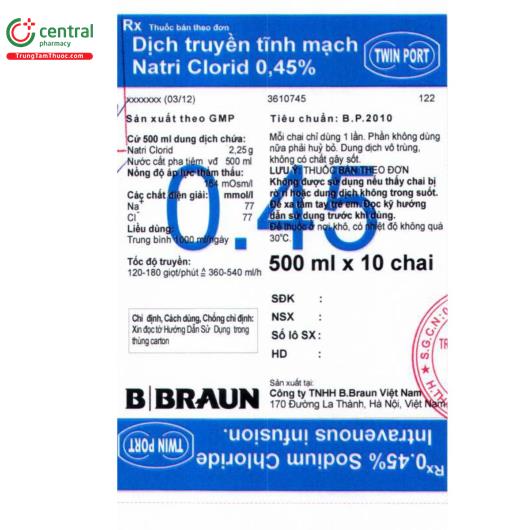 central
pharmacy
TrungTamThuoc.com
Rx Thuốc bán theo đơn
Dịch truyền tĩnh mạch
Natri Clorid 0,45%
TWIN PORT
xxxxxxx (03/12)
3610745
122
Sản xuất theo GMP
Tiêu chuẩn: B.P.2010
Cứ 500 ml dung dịch chứa:
Natri Clorid 2,25 g
Nước cất pha tiêm vđ 500 ml
Nồng độ áp lực thẩm thấu:
154 mOsm/l
Các chất điện giải: mmol/l
Na+ 77
Cl- 77
Liều dùng:
Trung bình 1000 ml/ngày
Tốc độ truyền:
120-180 giọt/phút ≙ 360-540 ml/h
Mỗi chai chỉ dùng 1 lần. Phần không dùng
nữa phải huỷ bỏ. Dung dịch vô trùng,
không có chất gây sốt.
LƯU Ý: THUỐC BÁN THEO ĐƠN
Không được sử dụng nếu thấy chai bị
rò rỉ hoặc dung dịch không trong suốt.
Để xa tầm tay trẻ em. Đọc kỹ hướng
dẫn sử dụng trước khi dùng.
Để thuốc ở nơi khô, có nhiệt độ không quá
30°C.
0.45
500 ml x 10 chai
Chỉ định, Cách dùng, Chống chỉ định:
Xin đọc tờ Hướng Dẫn Sử Dụng trong
thùng carton
SĐK :
NSX :
Số lô SX :
HD :
S.G.C.N:0
TR
H.T.
B|BRAUN
Sản xuất tại:
Công ty TNHH B.Braun Việt Nam
170 Đường La Thành, Hà Nội, Việt Nam
Rx 0.45% Sodium Chloride
Intravenous infusion.
TWIN PORT